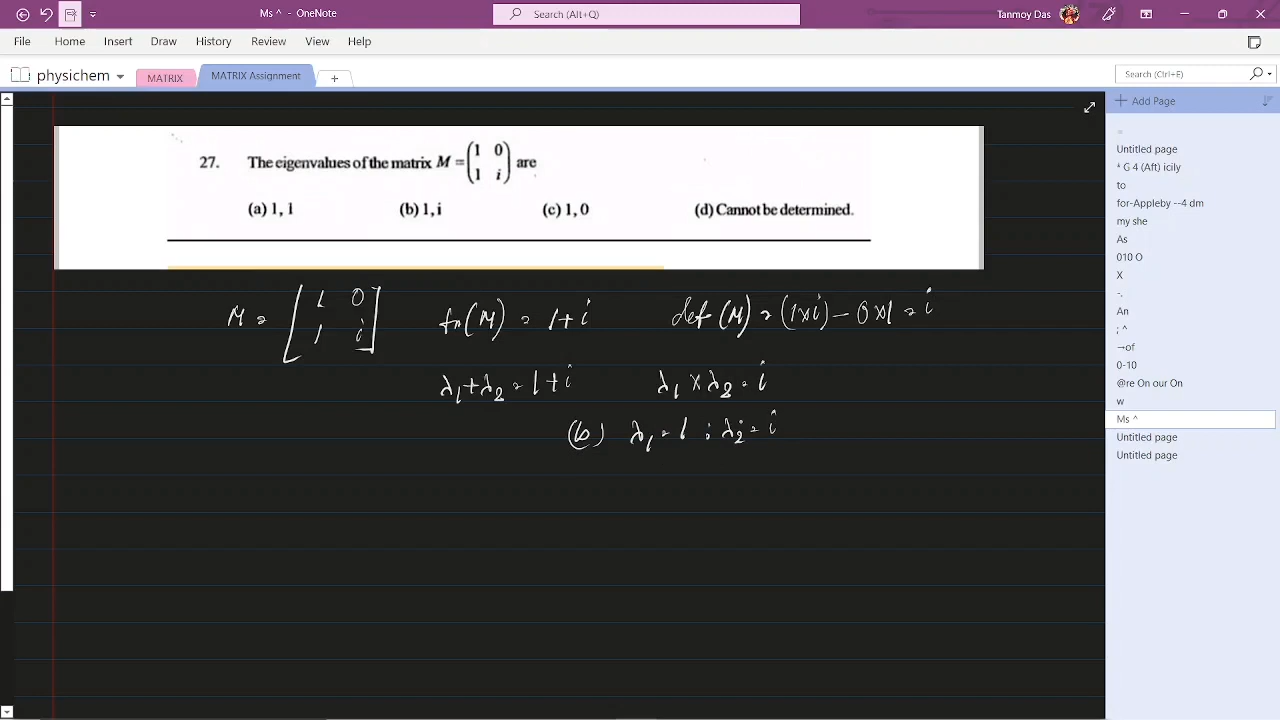 Ms ^ - OneNote
Search (Alt+Q)
Tanmoy Das
File Home Insert Draw History Review View Help
physichem
MATRIX
MATRIX Assignment
Search (Ctrl+E)
Add Page
=
Untitled page
¹ G 4 (Aft) icily
to
for-Appleby --4 dm
my she
As
010 O
X
-,
An
; ^
→of
0-10
@re On our On
w
Ms ^
Untitled page
Untitled page
27. The eigenvalues of the matrix M = (1 0
1 i) are
(a) 1, 1 (b) 1, i (c) 1, 0 (d) Cannot be determined.
M = [1 0
1 i] tr(M) = 1+i det(M) = (1×i) - 0×1 = i
λ₁+λ₂ = 1+i λ₁ × λ₂ = i
(b) λ₁ = 1 ; λ₂ = i